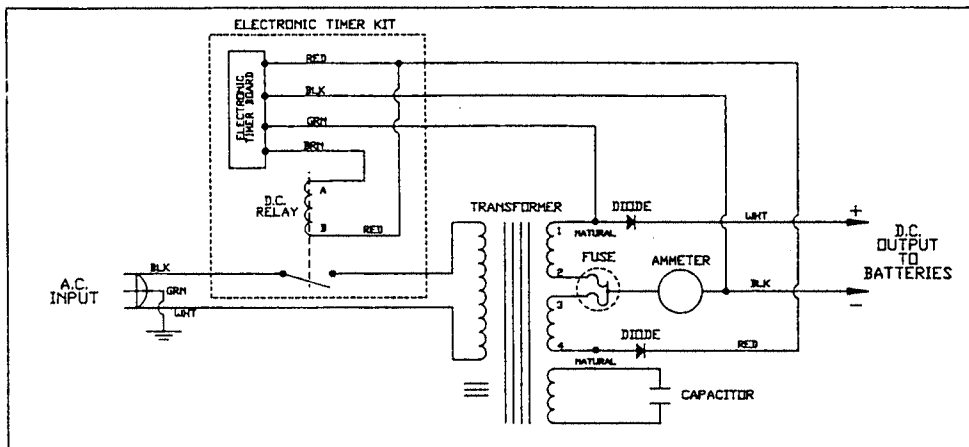 ELECTRONIC TIMER KIT
ELECTRONIC
TIMER BOARD
RED
BLK
GRN
BRN
A
D.C.
RELAY
B
RED
TRANSFORMER
DIODE
WHT
+
1
NATURAL
D.C.
OUTPUT
TO
BATTERIES
FUSE
AMMETER
2
BLK
A.C.
INPUT
BLK
GRN
WHT
3
−
DIODE
4
RED
NATURAL
CAPACITOR